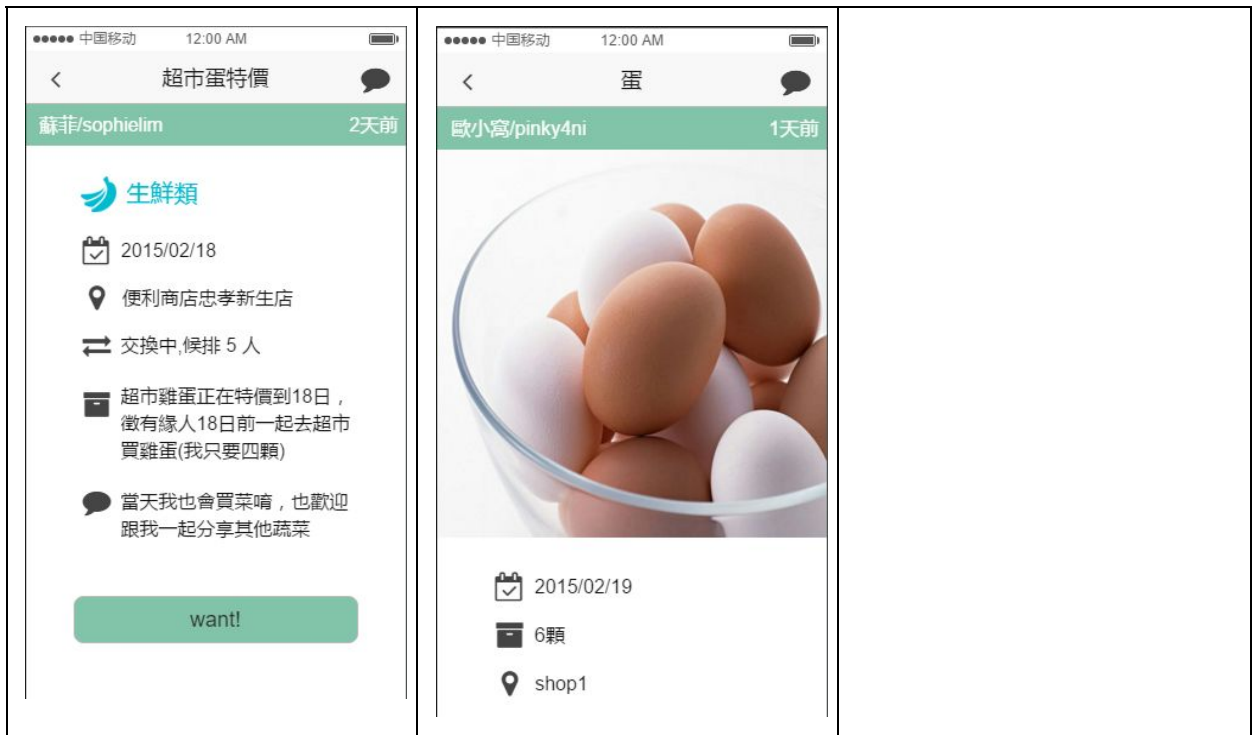 中国移动 12:00 AM
< 超市蛋特價
蘇菲/sophielim 2天前
生鮮類
2015/02/18
便利商店忠孝新生店
交換中,候排 5 人
超市雞蛋正在特價到18日，
徵有緣人18日前一起去超市
買雞蛋(我只要四顆)
當天我也會買菜唷，也歡迎
跟我一起分享其他蔬菜
want!
中国移动 12:00 AM
< 蛋
歐小窩/pinky4ni 1天前
2015/02/19
6顆
shop1